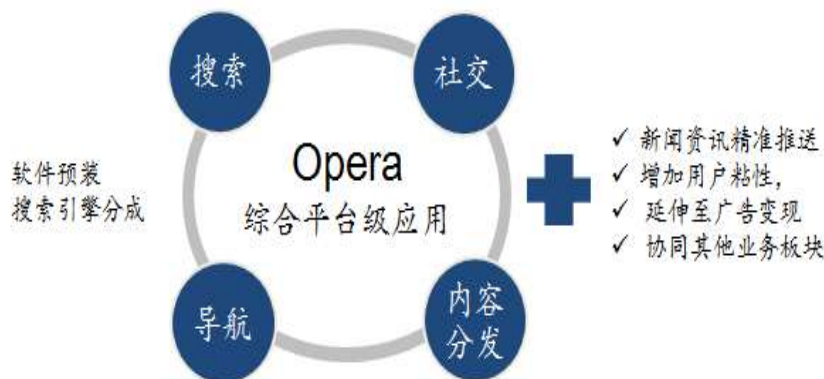 搜索
社交
软件预装
搜索引擎分成
Opera
综合平台级应用
✓ 新闻资讯精准推送
✓ 增加用户粘性，
✓ 延伸至广告变现
✓ 协同其他业务板块
导航
内容
分发